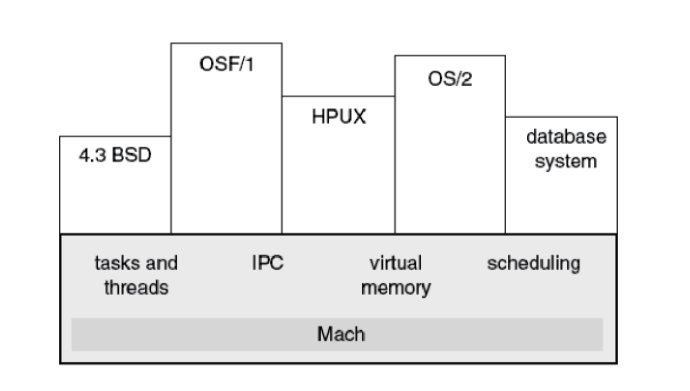 OSF/1
OS/2
HPUX
4.3 BSD
database
system
tasks and
threads
IPC
virtual
memory
scheduling
Mach